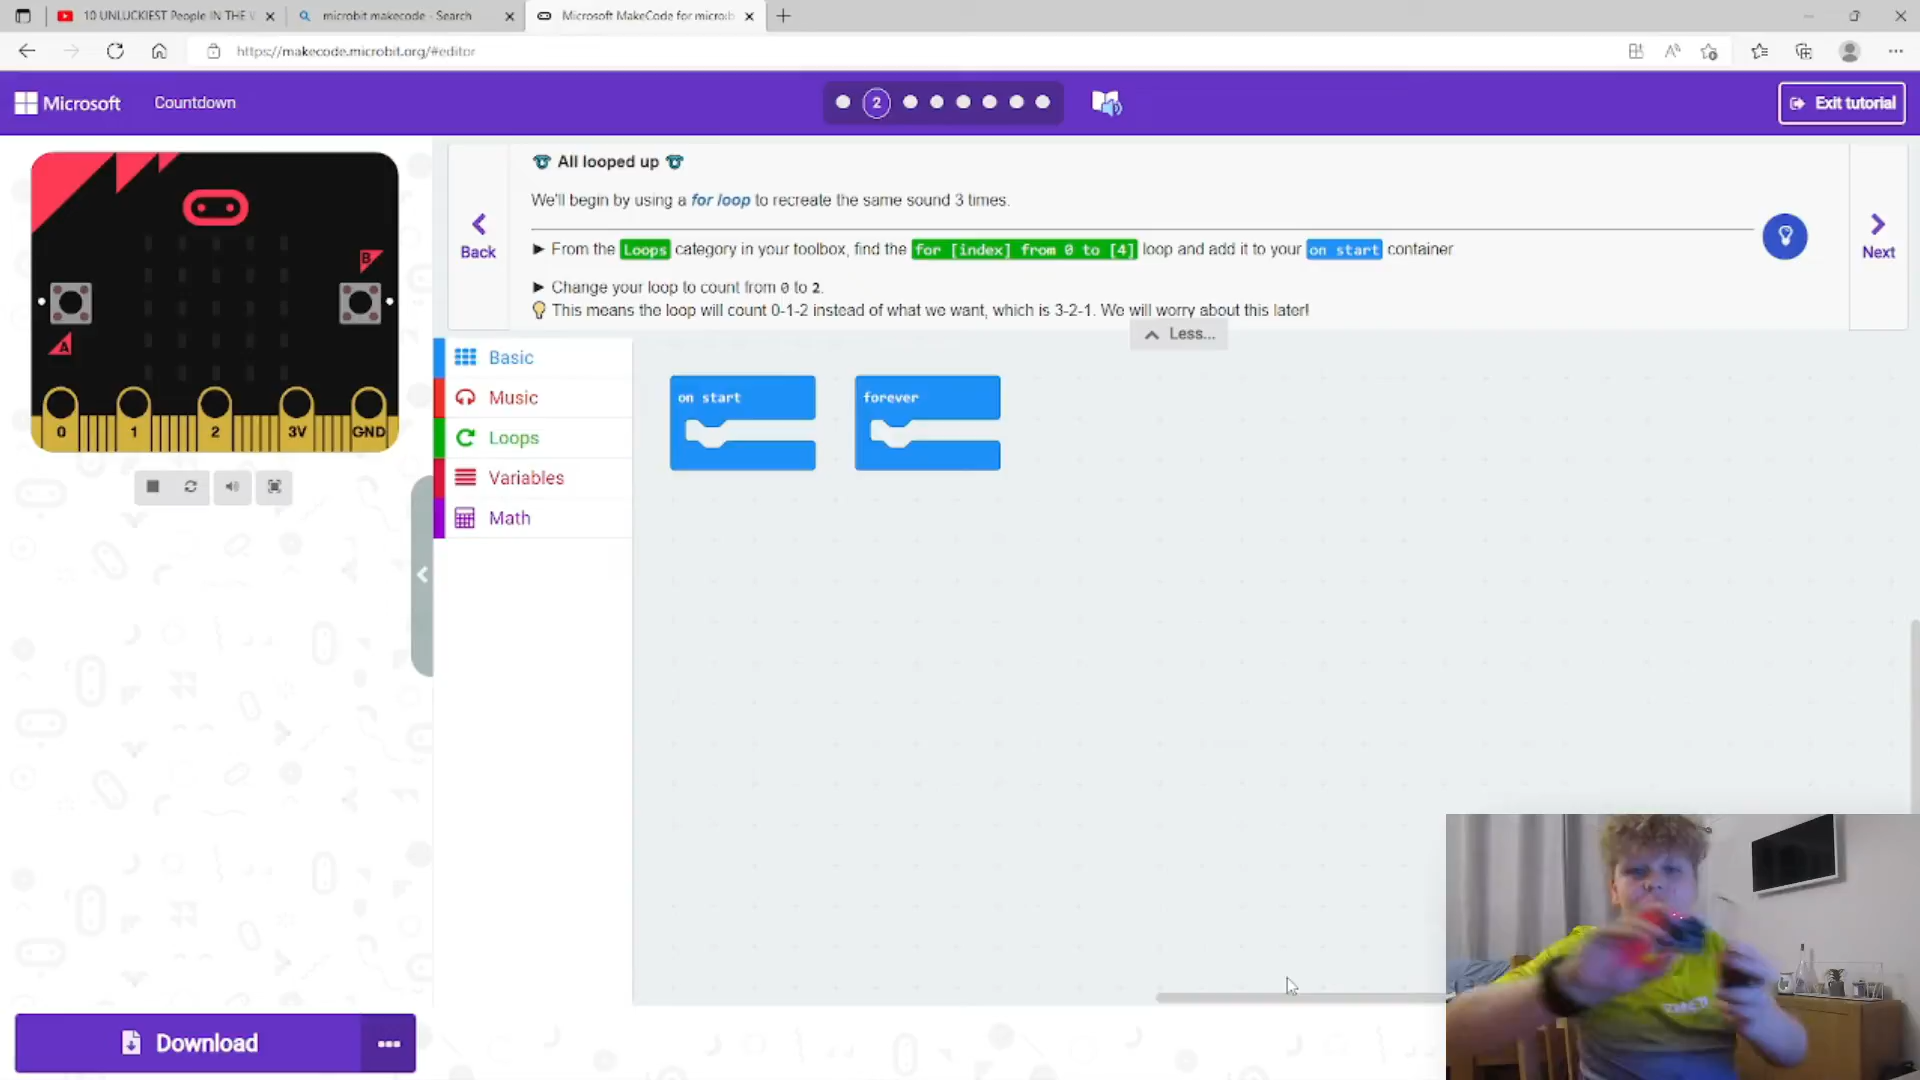 10 UNLUCKIEST People IN THE
microbit makecode - Search
Microsoft MakeCode for micro:b
https://makecode.microbit.org/#editor
Microsoft
Countdown
2
Exit tutorial
All looped up
We'll begin by using a for loop to recreate the same sound 3 times.
Back
► From the Loops category in your toolbox, find the for [index] from 0 to [4] loop and add it to your on start container
Next
► Change your loop to count from 0 to 2.
This means the loop will count 0-1-2 instead of what we want, which is 3-2-1. We will worry about this later!
Less...
B
A
0 1 2 3V GND
Basic
Music
Loops
Variables
Math
on start
forever
Download